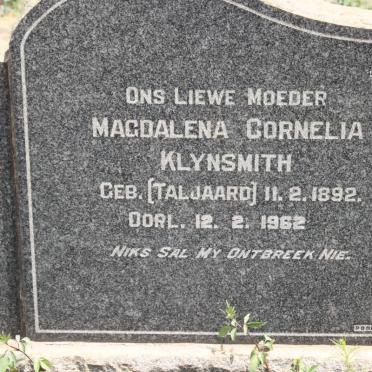 ONS LIEWE MOEDER
MAGDALENA CORNELIA
KLYNSMITH
GEB. (TALJAARD) 11. 2. 1892.
OORL. 12. 2. 1962
NIKS SAL MY ONTBREEK NIE.